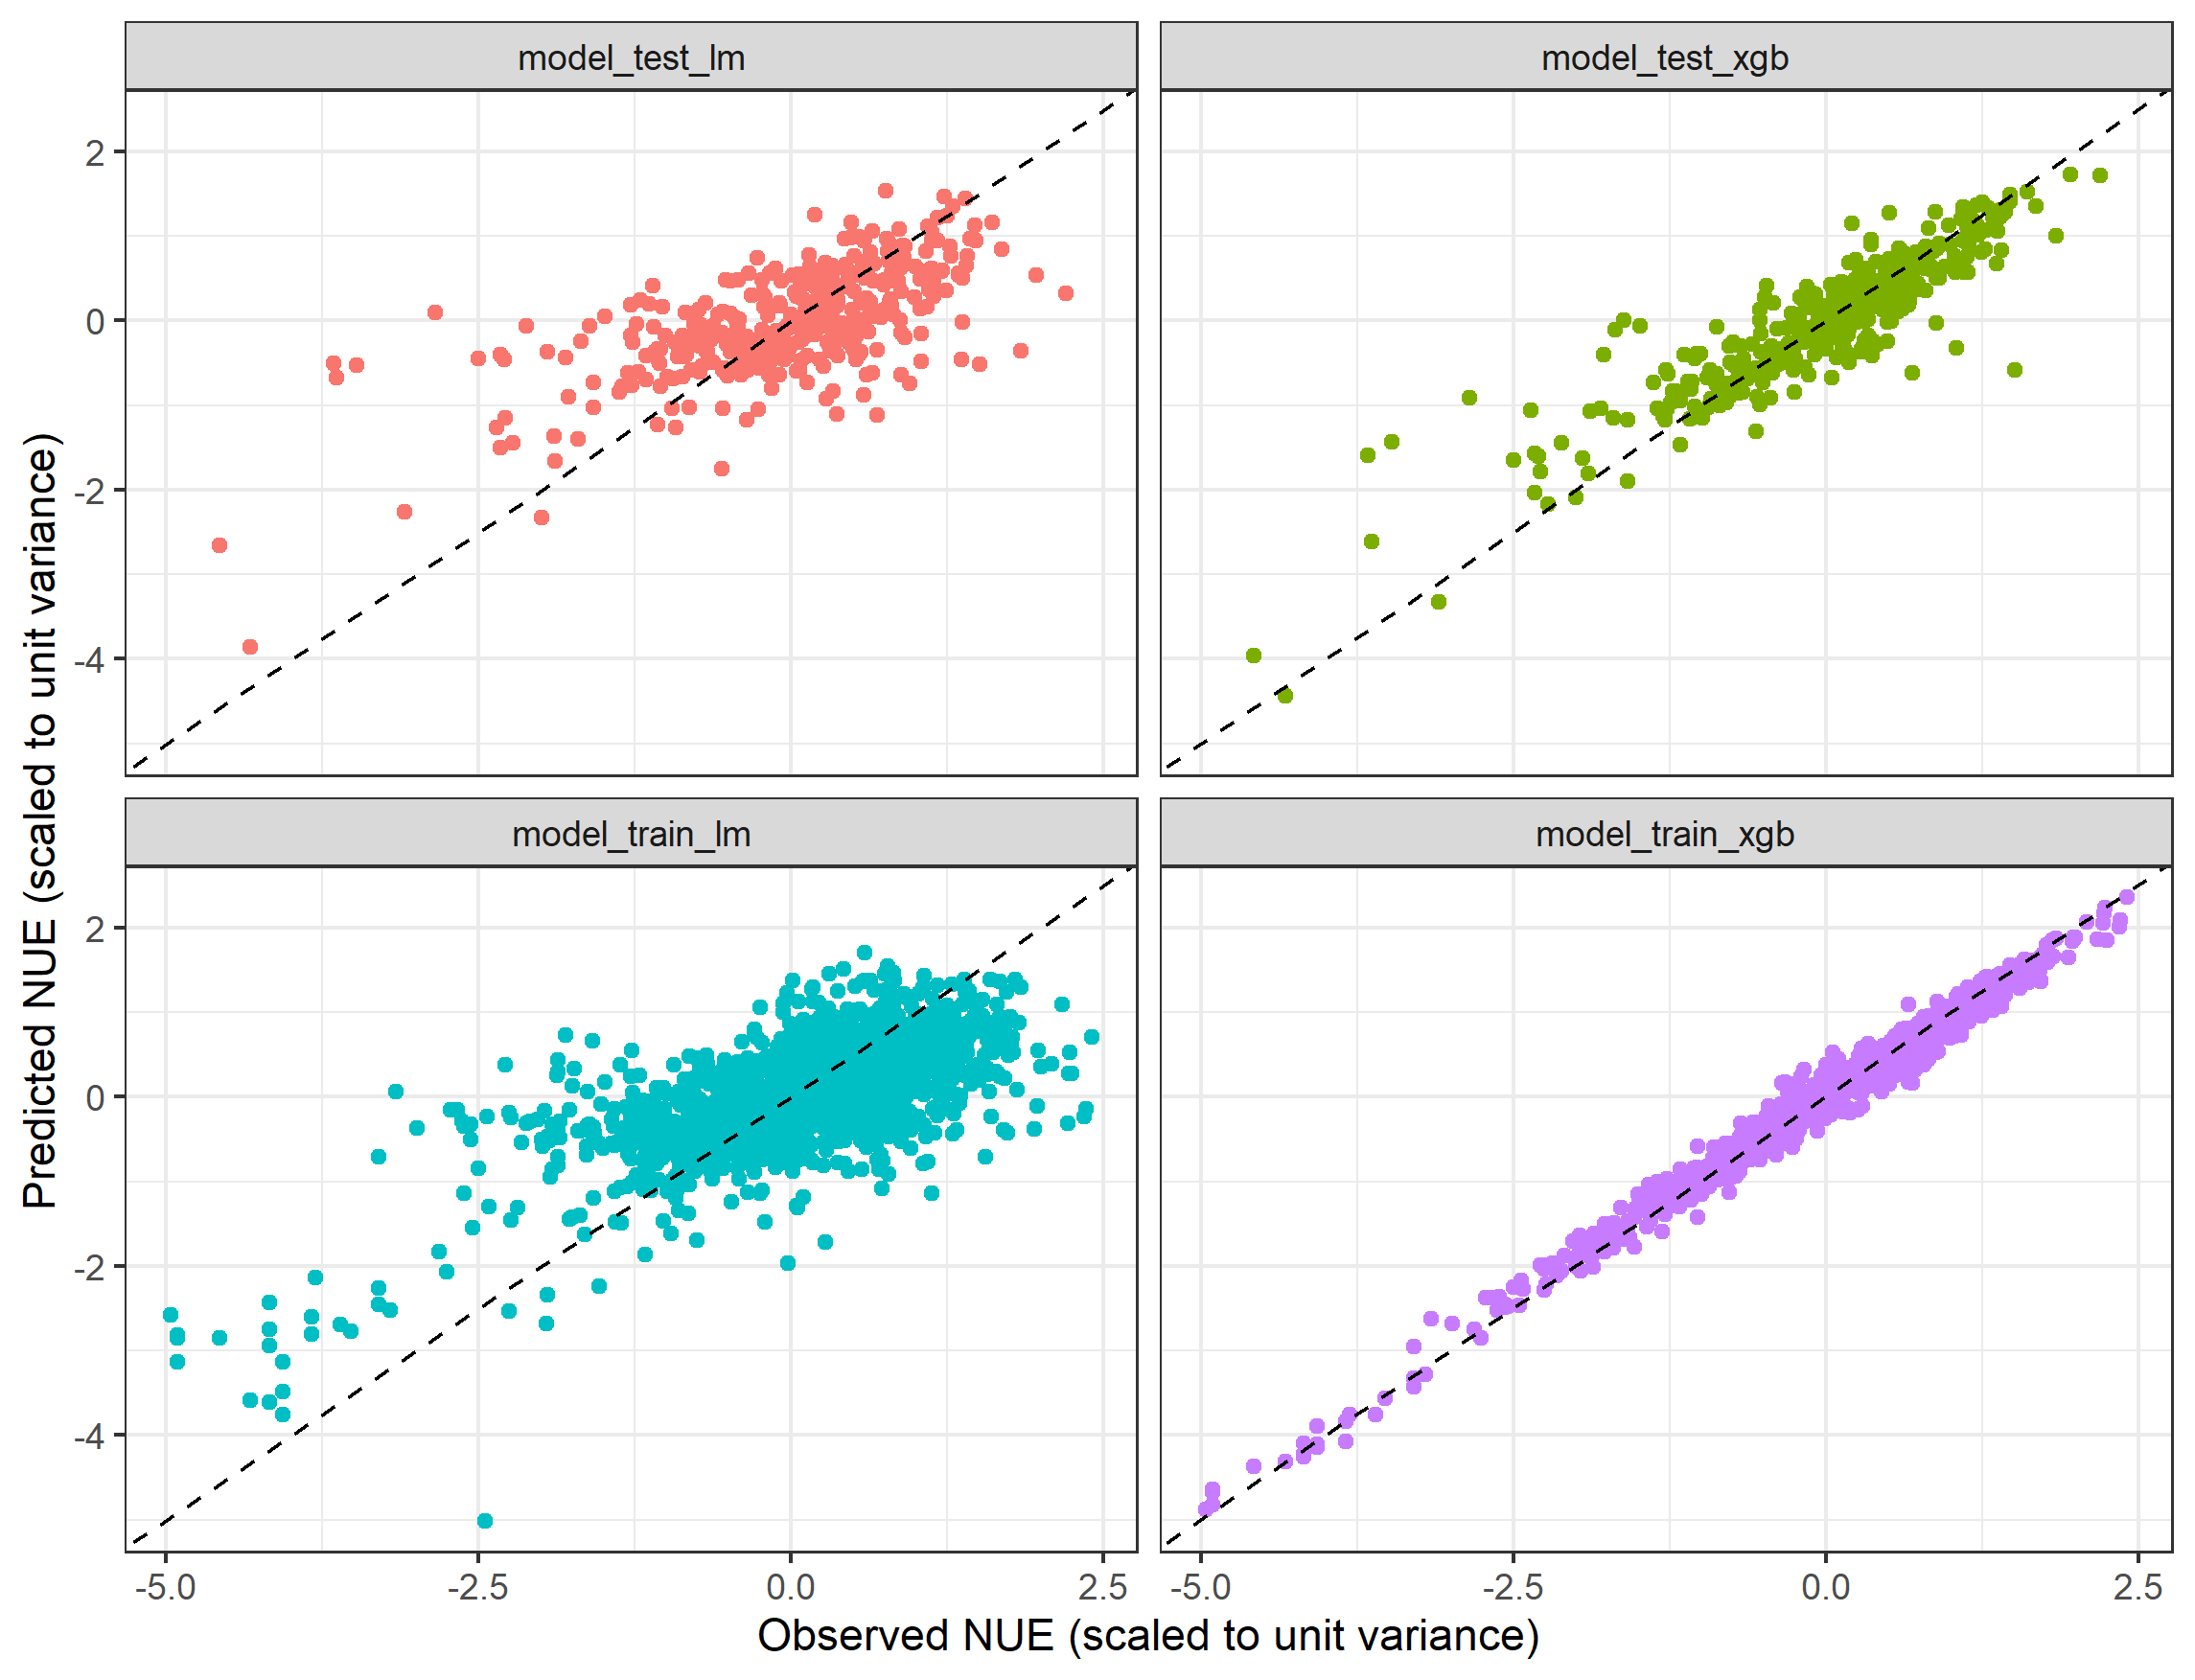 model_test_lm
model_test_xgb
2
0
-2
-4
model_train_lm
model_train_xgb
2
0
-2
-4
-5.0
-2.5
0.0
2.5
-5.0
-2.5
0.0
2.5
Observed NUE (scaled to unit variance)
Predicted NUE (scaled to unit variance)